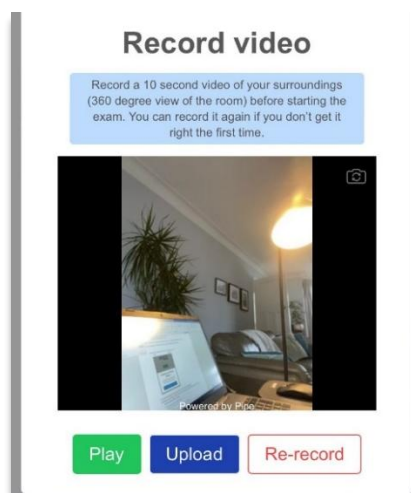 Record video
Record a 10 second video of your surroundings
(360 degree view of the room) before starting the
exam. You can record it again if you don't get it
right the first time.
Powered by Pipe
Play
Upload
Re-record